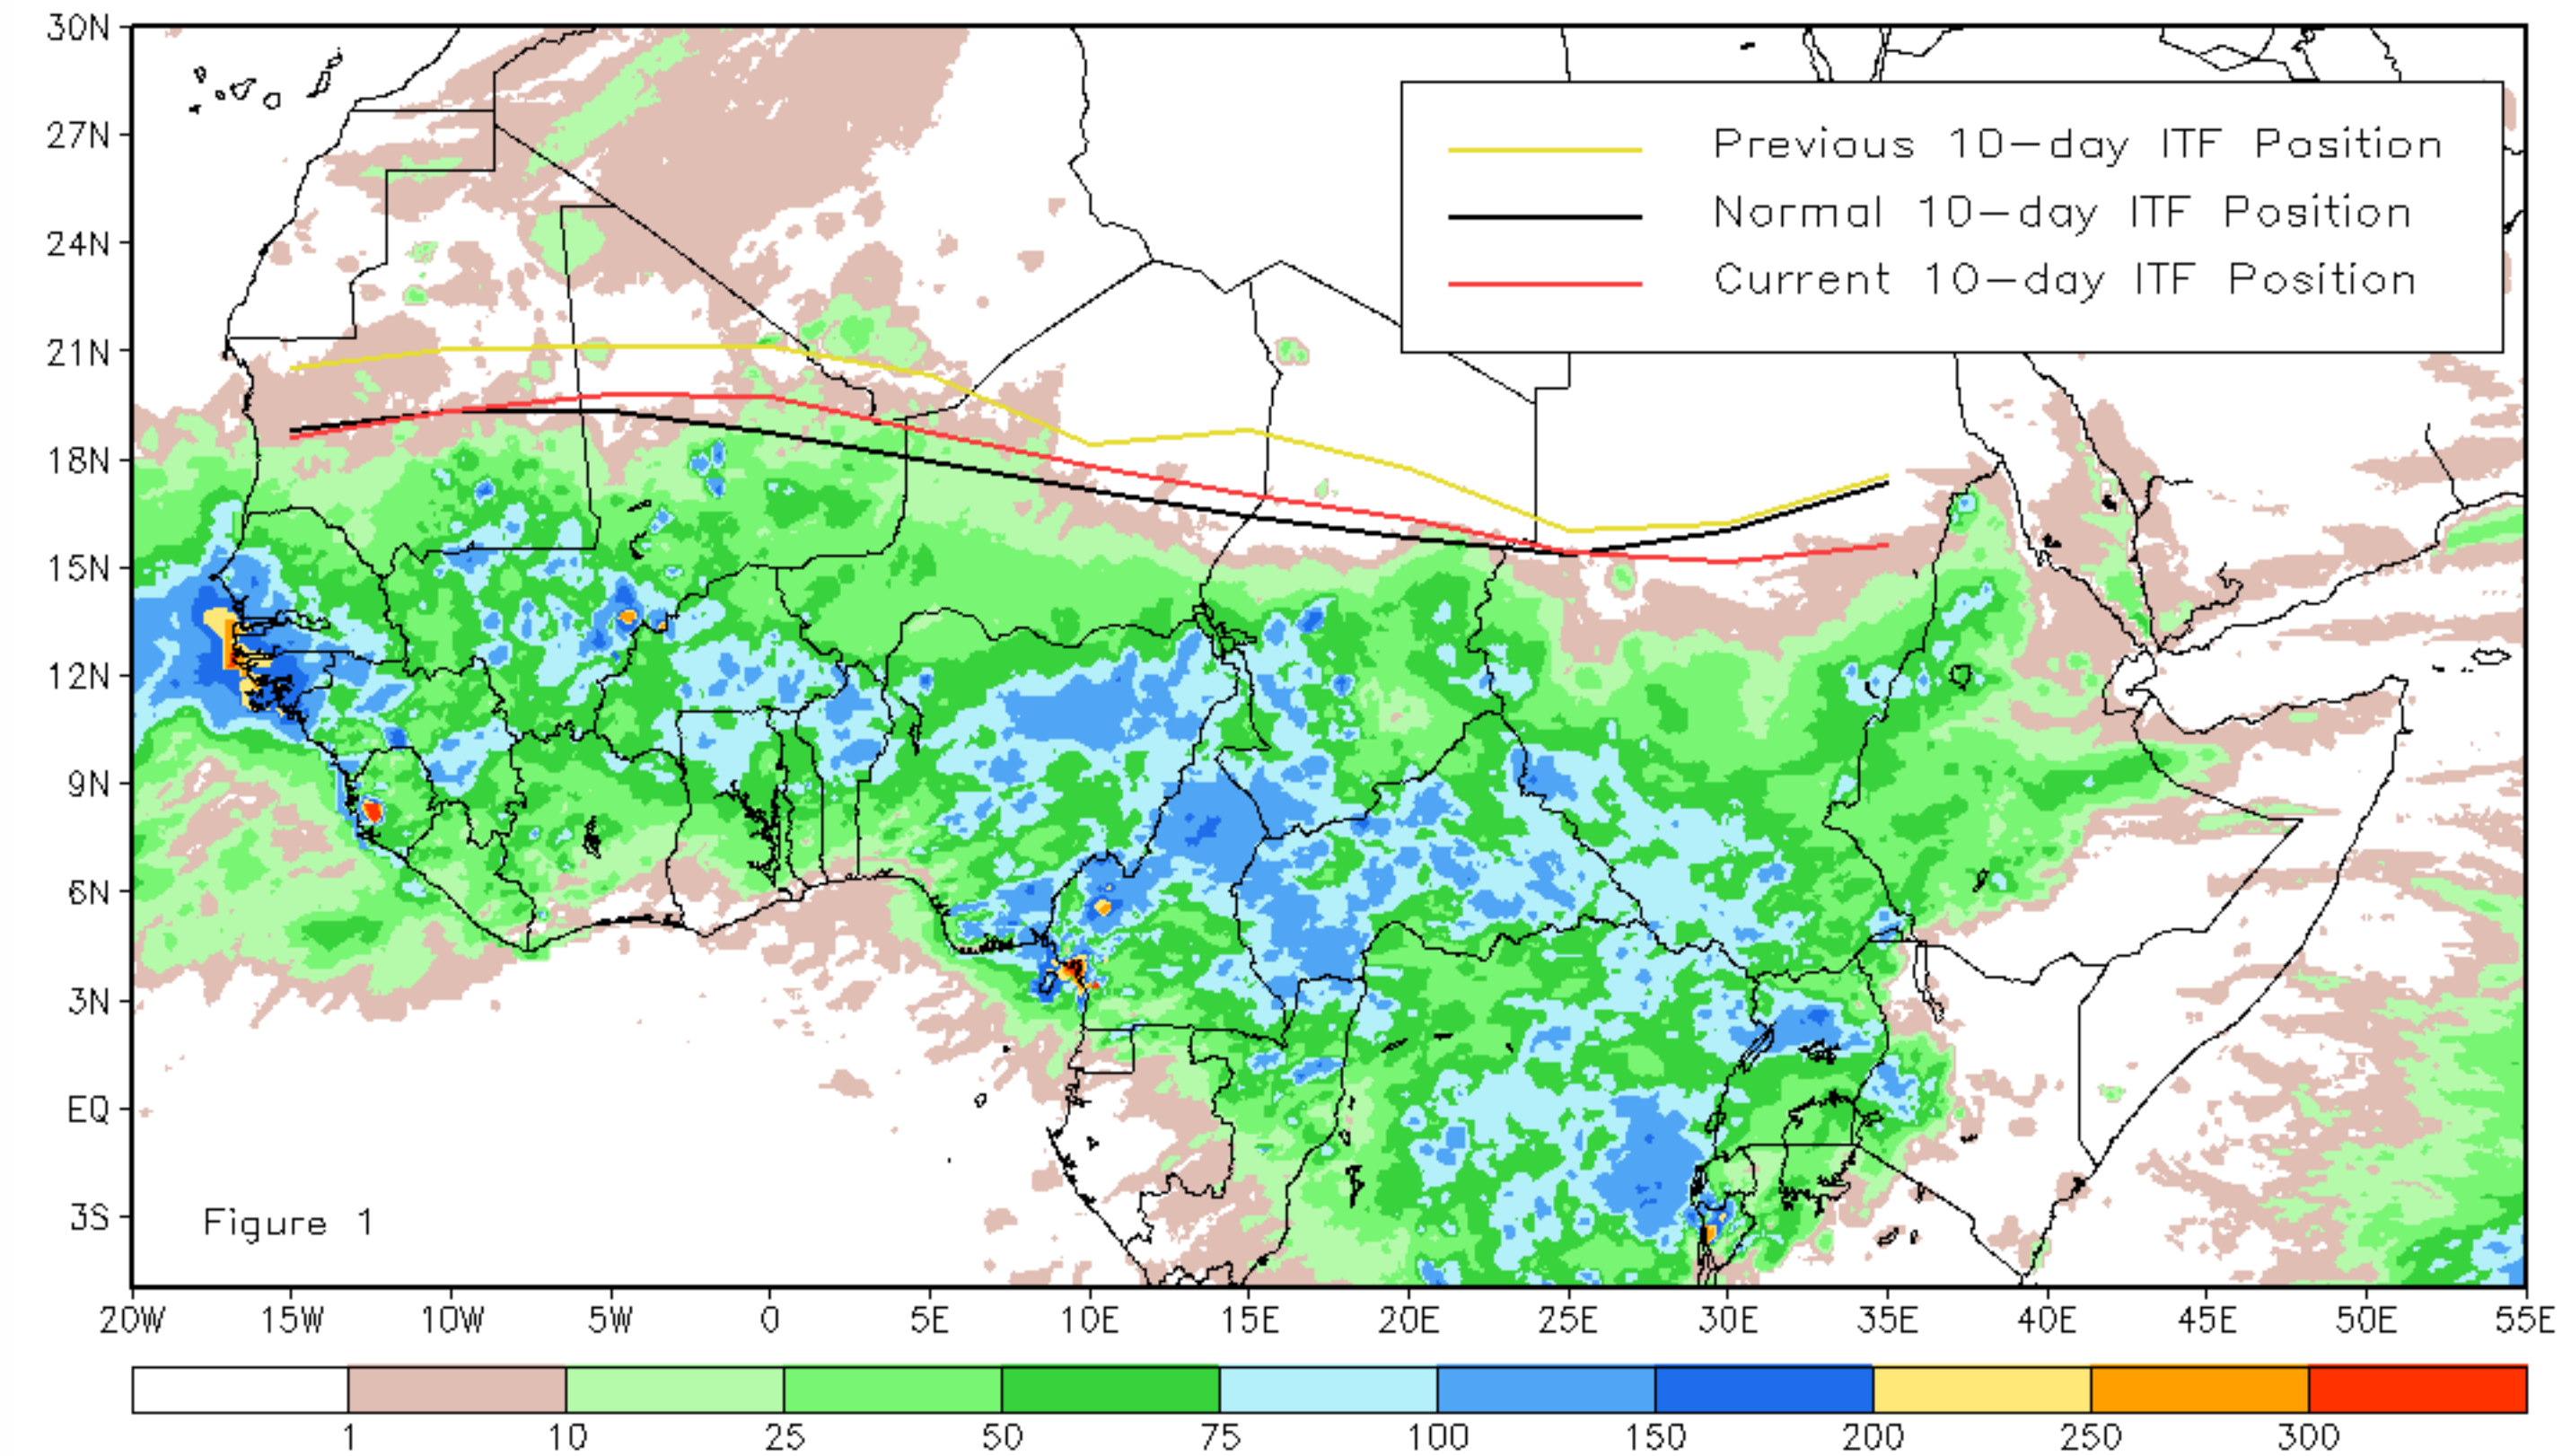 30N
27N
24N
21N
18N
15N
12N
9N
6N
3N
EQ
3S
Previous 10-day ITF Position
Normal 10-day ITF Position
Current 10-day ITF Position
Figure 1
20W 15W 10W 5W 0 5E 10E 15E 20E 25E 30E 35E 40E 45E 50E 55E
1 10 25 50 75 100 150 200 250 300